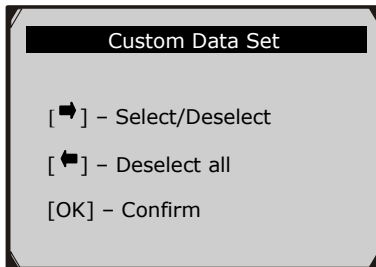 Custom Data Set
[➡] – Select/Deselect
[⬅] – Deselect all
[OK] – Confirm